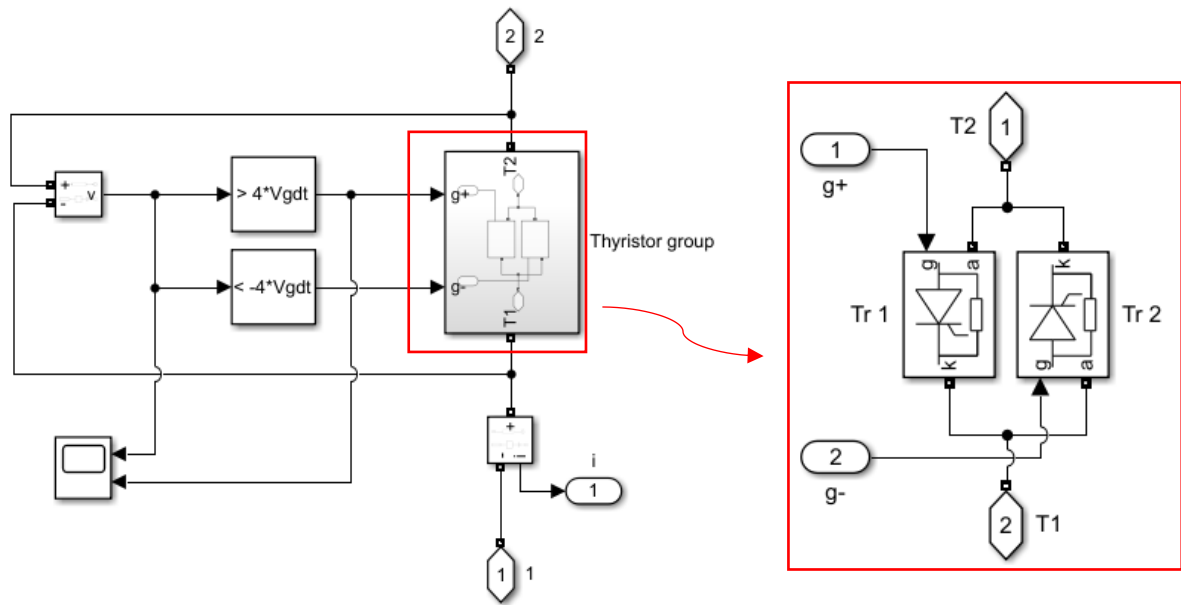 2 2
+
-
v
> 4*Vgdt
< -4*Vgdt
g+
g-
T2
T1
Thyristor group
+
-
i
i
1
1 1
T2
1
1
g+
g
a
k
Tr 1
k
g
a
Tr 2
2
g-
2
T1